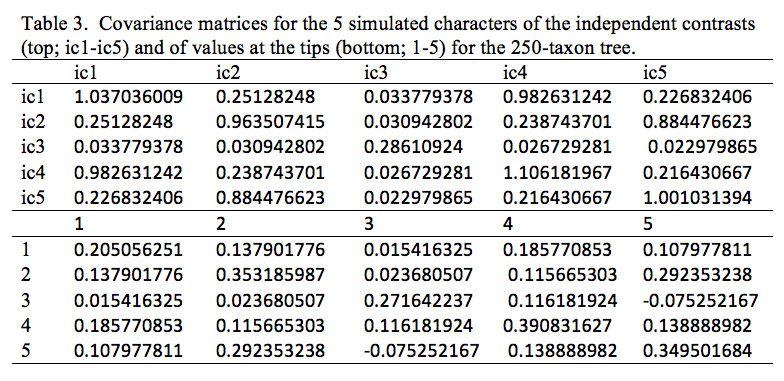 Table 3. Covariance matrices for the 5 simulated characters of the independent contrasts
(top; ic1-ic5) and of values at the tips (bottom; 1-5) for the 250-taxon tree.
ic1 ic2 ic3 ic4 ic5
ic1 1.037036009 0.25128248 0.033779378 0.982631242 0.226832406
ic2 0.25128248 0.963507415 0.030942802 0.238743701 0.884476623
ic3 0.033779378 0.030942802 0.28610924 0.026729281 0.022979865
ic4 0.982631242 0.238743701 0.026729281 1.106181967 0.216430667
ic5 0.226832406 0.884476623 0.022979865 0.216430667 1.001031394
1 2 3 4 5
1 0.205056251 0.137901776 0.015416325 0.185770853 0.107977811
2 0.137901776 0.353185987 0.023680507 0.115665303 0.292353238
3 0.015416325 0.023680507 0.271642237 0.116181924 -0.075252167
4 0.185770853 0.115665303 0.116181924 0.390831627 0.138888982
5 0.107977811 0.292353238 -0.075252167 0.138888982 0.349501684